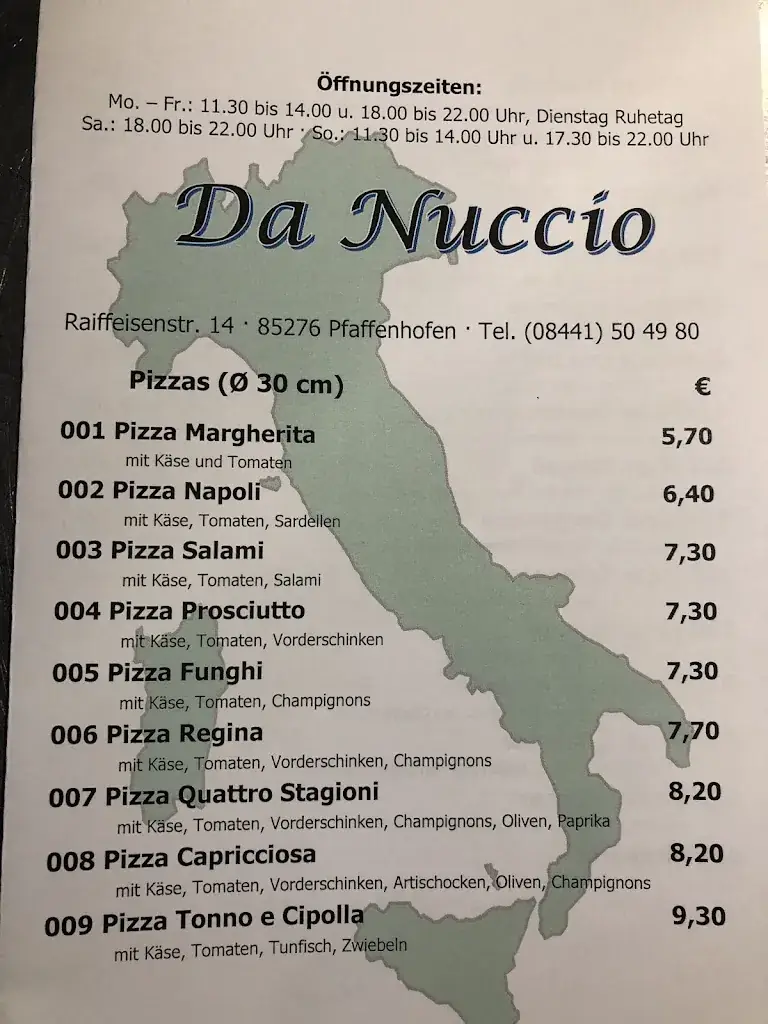 Öffnungszeiten:
Mo. – Fr.: 11.30 bis 14.00 u. 18.00 bis 22.00 Uhr, Dienstag Ruhetag
Sa.: 18.00 bis 22.00 Uhr · So.: 11.30 bis 14.00 Uhr u. 17.30 bis 22.00 Uhr
Da Nuccio
Raiffeisenstr. 14 · 85276 Pfaffenhofen · Tel. (08441) 50 49 80
Pizzas (Ø 30 cm) €
001 Pizza Margherita 5,70
mit Käse und Tomaten
002 Pizza Napoli 6,40
mit Käse, Tomaten, Sardellen
003 Pizza Salami 7,30
mit Käse, Tomaten, Salami
004 Pizza Prosciutto 7,30
mit Käse, Tomaten, Vorderschinken
005 Pizza Funghi 7,30
mit Käse, Tomaten, Champignons
006 Pizza Regina 7,70
mit Käse, Tomaten, Vorderschinken, Champignons
007 Pizza Quattro Stagioni 8,20
mit Käse, Tomaten, Vorderschinken, Champignons, Oliven, Paprika
008 Pizza Capricciosa 8,20
mit Käse, Tomaten, Vorderschinken, Artischocken, Oliven, Champignons
009 Pizza Tonno e Cipolla 9,30
mit Käse, Tomaten, Tunfisch, Zwiebeln